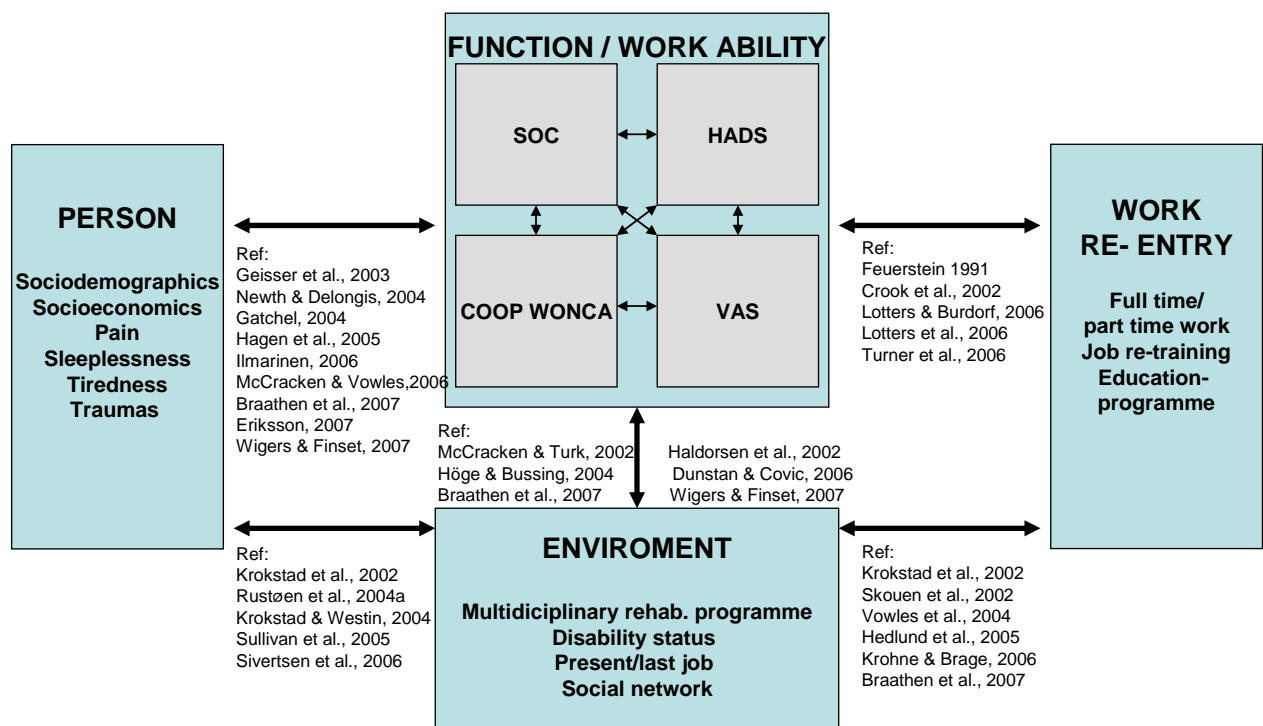 FUNCTION / WORK ABILITY
SOC
HADS
COOP WONCA
VAS
PERSON
Sociodemographics
Socioeconomics
Pain
Sleeplessness
Tiredness
Traumas
Ref:
Geisser et al., 2003
Newth & Delongis, 2004
Gatchel, 2004
Hagen et al., 2005
Ilmarinen, 2006
McCracken & Vowles,2006
Braathen et al., 2007
Eriksson, 2007
Wigers & Finset, 2007
Ref:
Feuerstein 1991
Crook et al., 2002
Lotters & Burdorf, 2006
Lotters et al., 2006
Turner et al., 2006
WORK
RE- ENTRY
Full time/
part time work
Job re-training
Education-
programme
Ref:
McCracken & Turk, 2002
Höge & Bussing, 2004
Braathen et al., 2007
Haldorsen et al., 2002
Dunstan & Covic, 2006
Wigers & Finset, 2007
Ref:
Krokstad et al., 2002
Rustøen et al., 2004a
Krokstad & Westin, 2004
Sullivan et al., 2005
Sivertsen et al., 2006
ENVIROMENT
Multidiciplinary rehab. programme
Disability status
Present/last job
Social network
Ref:
Krokstad et al., 2002
Skouen et al., 2002
Vowles et al., 2004
Hedlund et al., 2005
Krohne & Brage, 2006
Braathen et al., 2007